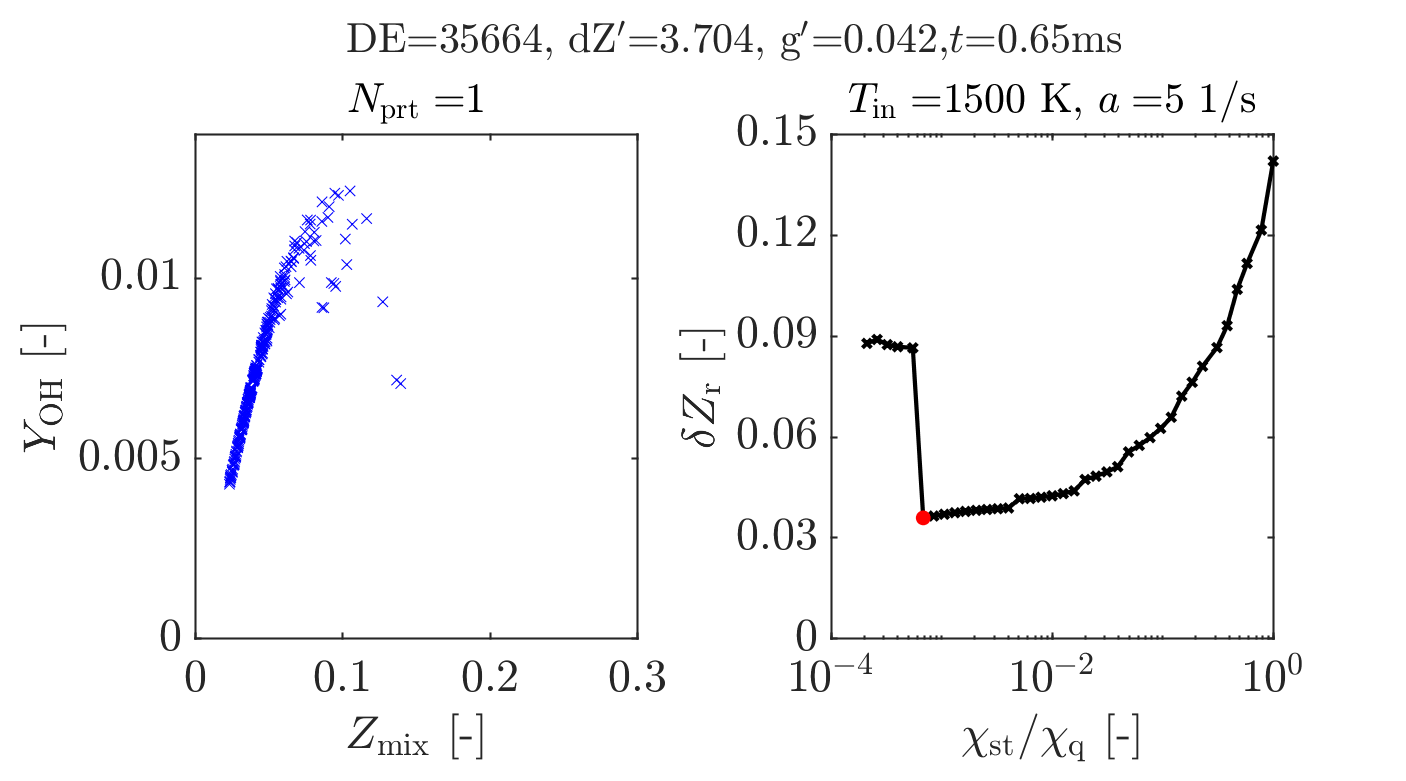 DE=35664, dZ′=3.704, g′=0.042,t=0.65ms
N_prt =1
Y_OH [-]
0.01
0.005
0
0 0.1 0.2 0.3
Z_mix [-]
T_in =1500 K, a =5 1/s
δZ_r [-]
0.15
0.12
0.09
0.06
0.03
0
10⁻⁴ 10⁻² 10⁰
χ_st/χ_q [-]